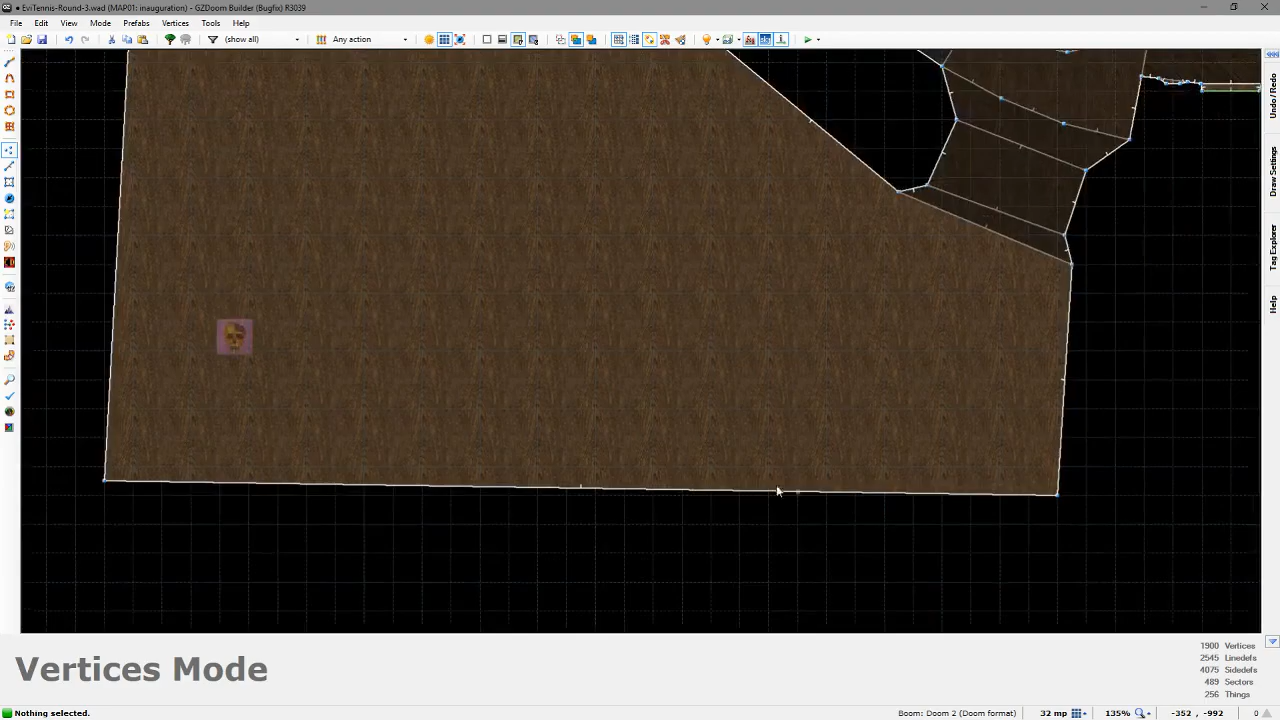 • EviTennis-Round-3.wad (MAP01: inauguration) - GZDoom Builder (Bugfix) R3039
File Edit View Mode Prefabs Vertices Tools Help
(show all) Any action
Undo/Redo
Draw Settings
Tag Explorer
Help
Vertices Mode
1900 Vertices
2545 Linedefs
4075 Sidedefs
489 Sectors
256 Things
Nothing selected. Boom: Doom 2 (Doom format) 32 mp 135% -352 , -992 0